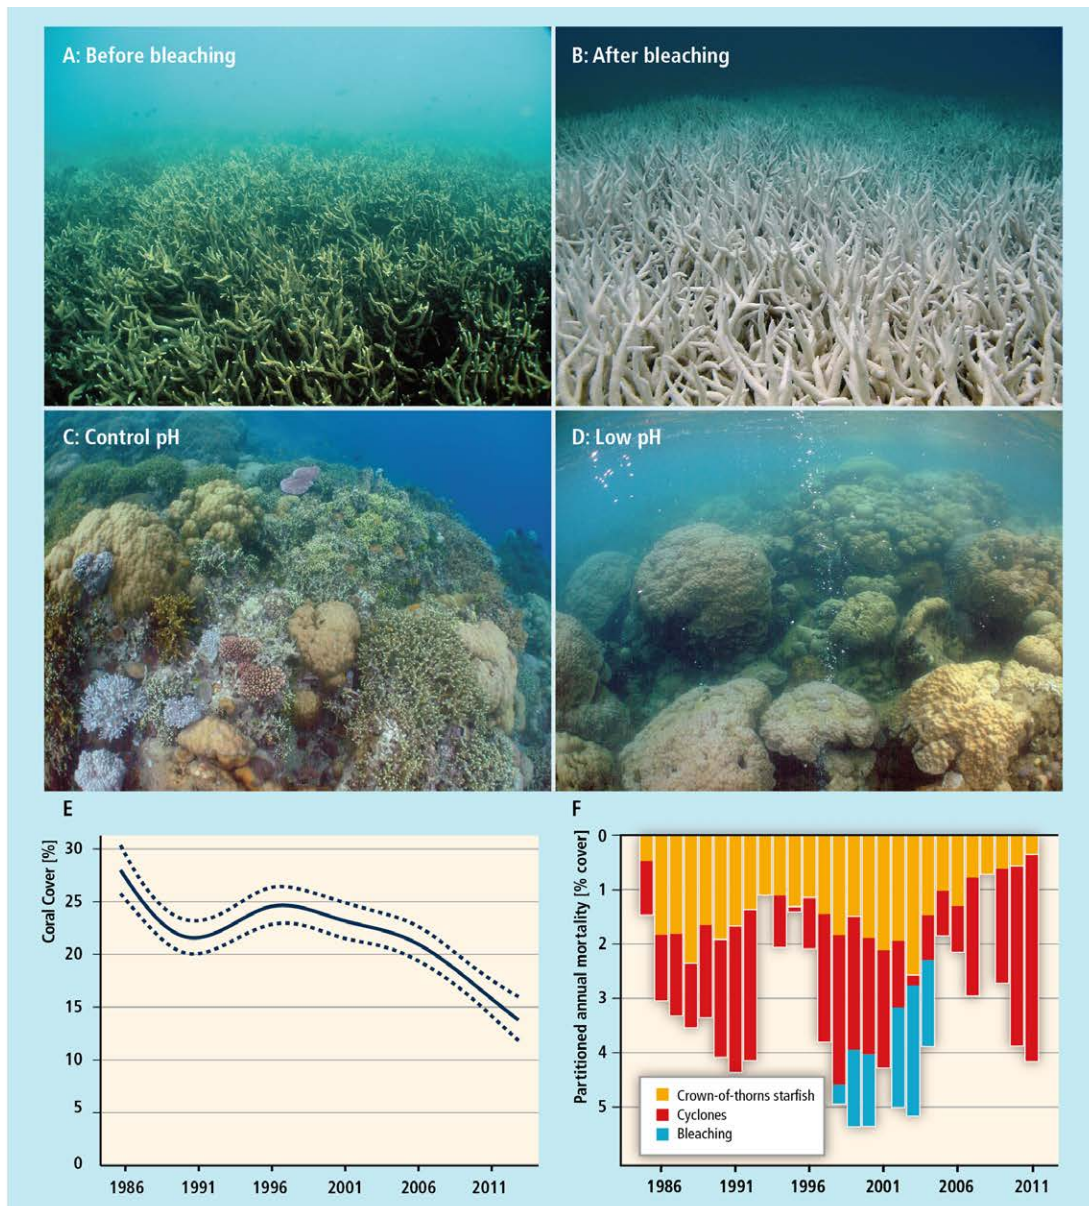 A: Before bleaching
B: After bleaching
C: Control pH
D: Low pH
E
Coral Cover [%]
30
25
20
15
10
5
0
1986
1991
1996
2001
2006
2011
F
Partitioned annual mortality [% cover]
0
1
2
3
4
5
Crown-of-thorns starfish
Cyclones
Bleaching
1986
1991
1996
2001
2006
2011